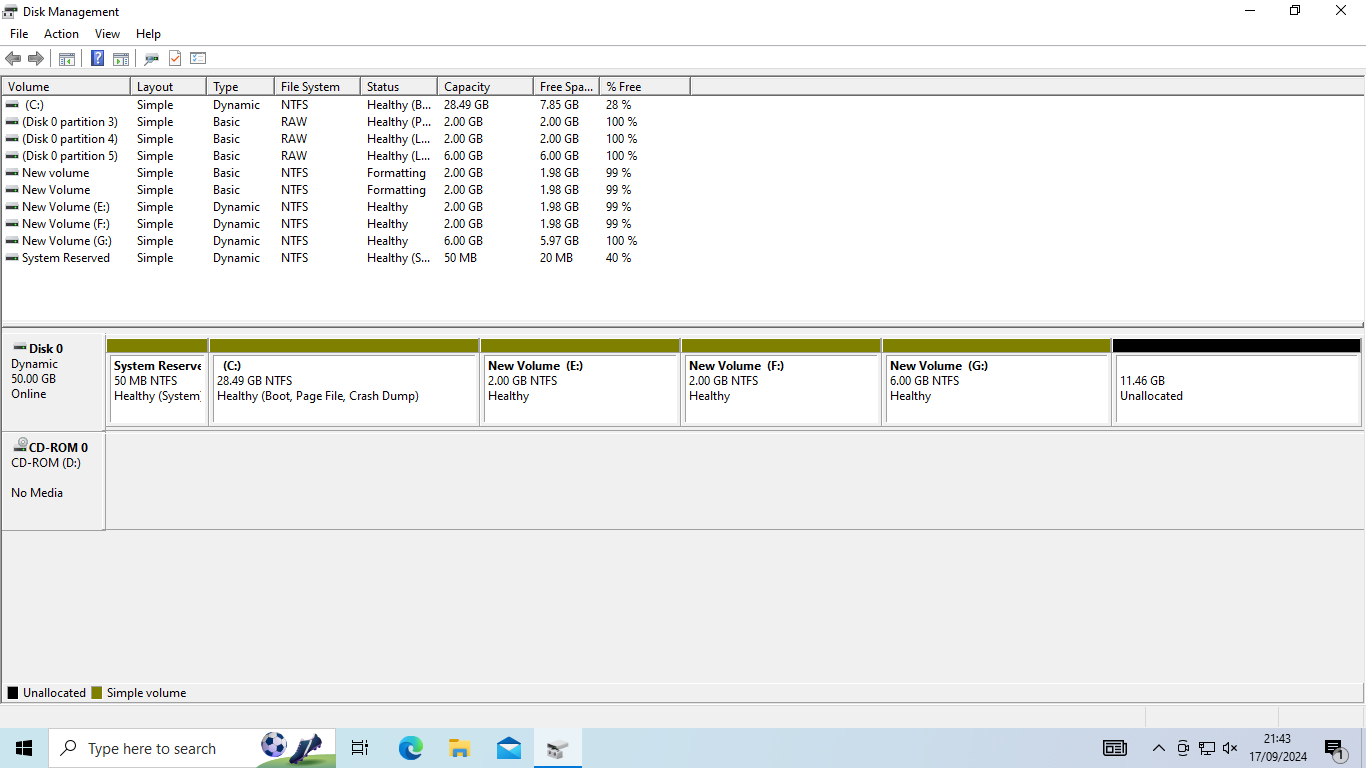 Disk Management
File Action View Help
Volume Layout Type File System Status Capacity Free Spa... % Free
(C:) Simple Dynamic NTFS Healthy (B... 28.49 GB 7.85 GB 28 %
(Disk 0 partition 3) Simple Basic RAW Healthy (P... 2.00 GB 2.00 GB 100 %
(Disk 0 partition 4) Simple Basic RAW Healthy (L... 2.00 GB 2.00 GB 100 %
(Disk 0 partition 5) Simple Basic RAW Healthy (L... 6.00 GB 6.00 GB 100 %
New volume Simple Basic NTFS Formatting 2.00 GB 1.98 GB 99 %
New Volume Simple Basic NTFS Formatting 2.00 GB 1.98 GB 99 %
New Volume (E:) Simple Dynamic NTFS Healthy 2.00 GB 1.98 GB 99 %
New Volume (F:) Simple Dynamic NTFS Healthy 2.00 GB 1.98 GB 99 %
New Volume (G:) Simple Dynamic NTFS Healthy 6.00 GB 5.97 GB 100 %
System Reserved Simple Dynamic NTFS Healthy (S... 50 MB 20 MB 40 %
Disk 0
Dynamic
50.00 GB
Online
System Reserve
50 MB NTFS
Healthy (System
(C:)
28.49 GB NTFS
Healthy (Boot, Page File, Crash Dump)
New Volume (E:)
2.00 GB NTFS
Healthy
New Volume (F:)
2.00 GB NTFS
Healthy
New Volume (G:)
6.00 GB NTFS
Healthy
11.46 GB
Unallocated
CD-ROM 0
CD-ROM (D:)
No Media
Unallocated Simple volume
Type here to search
21:43
17/09/2024
1